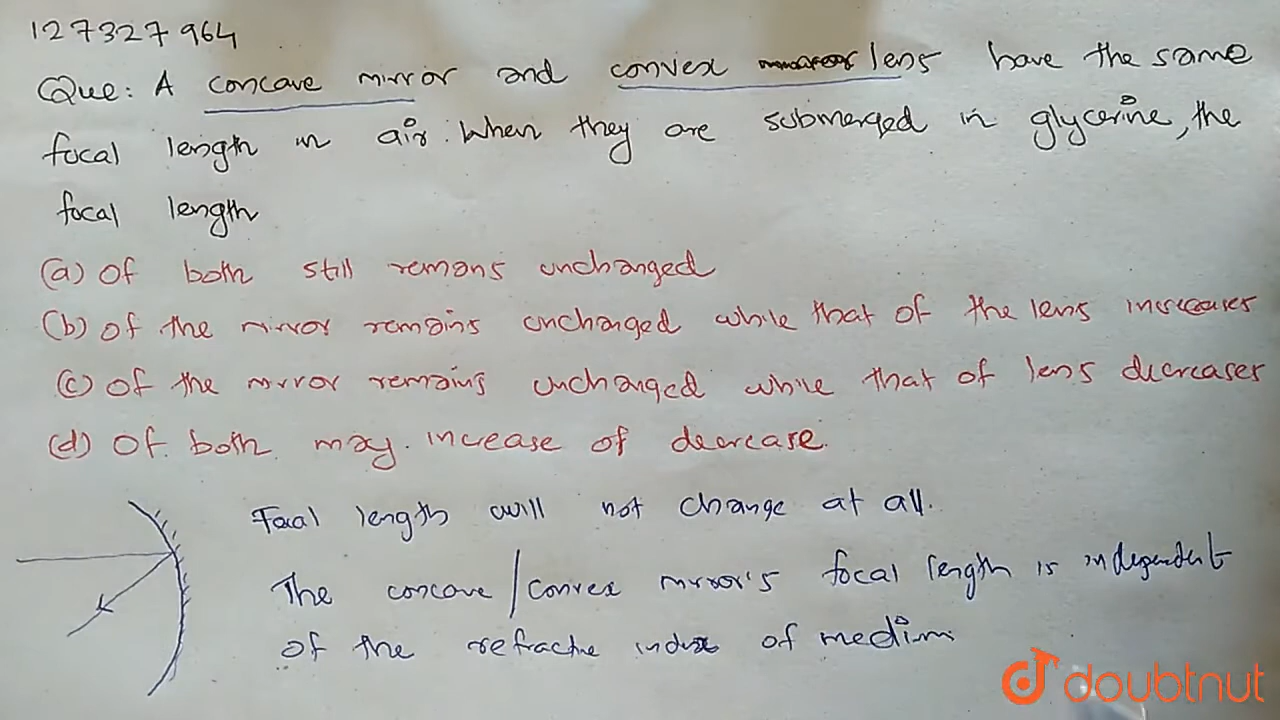 127327964
Que: A concave mirror and convex lens have the same
focal length in air. When they are submerged in glycerine, the
focal length
(a) Of both still remans unchanged
(b) Of the mirror remains unchanged while that of the lens increases
(c) Of the mirror remains unchanged while that of lens decreases
(d) Of both may increase of decrease.
Focal length will not change at all.
The concave/convex mirror's focal length is independent
of the refractive index of medium
doubtnut